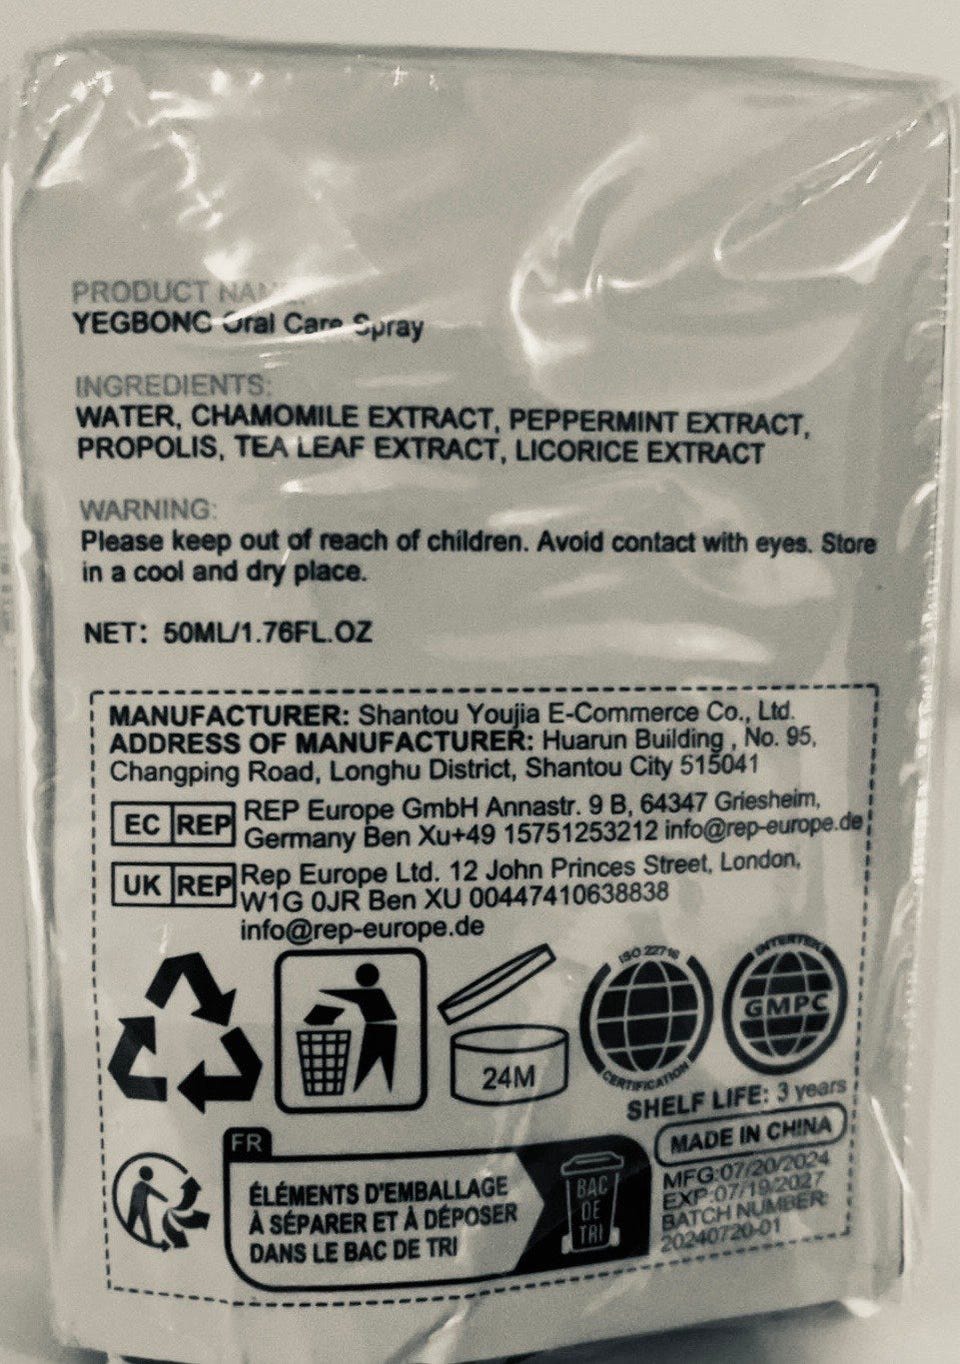 PRODUCT NAME:
YEGBONG Oral Care Spray
INGREDIENTS:
WATER, CHAMOMILE EXTRACT, PEPPERMINT EXTRACT,
PROPOLIS, TEA LEAF EXTRACT, LICORICE EXTRACT
WARNING:
Please keep out of reach of children. Avoid contact with eyes. Store
in a cool and dry place.
NET: 50ML/1.76FL.OZ
MANUFACTURER: Shantou Youjia E-Commerce Co., Ltd.
ADDRESS OF MANUFACTURER: Huarun Building , No. 95,
Changping Road, Longhu District, Shantou City 515041
EC REP REP Europe GmbH Annastr. 9 B, 64347 Griesheim,
Germany Ben Xu+49 15751253212 info@rep-europe.de
UK REP Rep Europe Ltd. 12 John Princes Street, London,
W1G 0JR Ben XU 00447410638838
info@rep-europe.de
24M
ISO 22716
CERTIFICATION
INTERTEK
GMPC
SHELF LIFE: 3 years
MADE IN CHINA
MFG:07/20/2024
EXP:07/19/2027
BATCH NUMBER:
20240720-01
FR
ÉLÉMENTS D'EMBALLAGE
À SÉPARER ET À DÉPOSER
DANS LE BAC DE TRI
BAC
DE
TRI